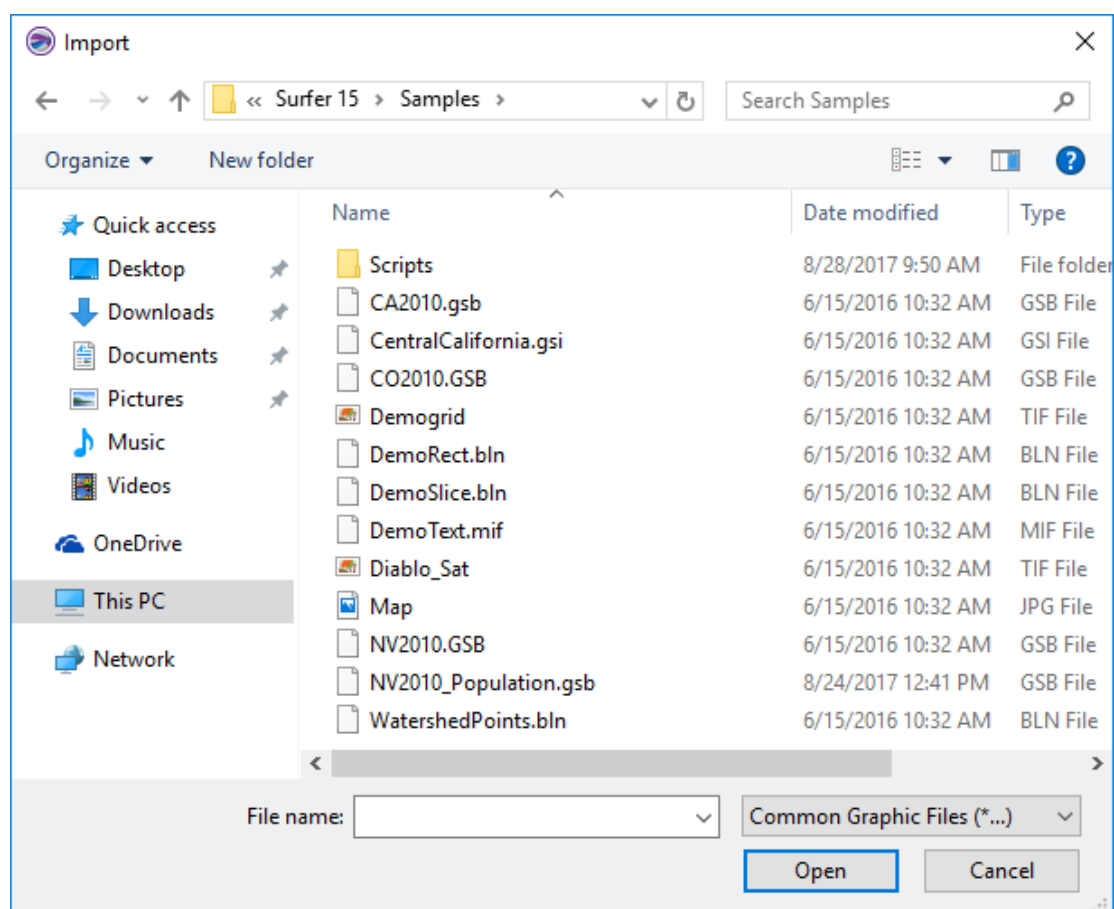 Import
« Surfer 15 > Samples >
Search Samples
Organize
New folder
Name Date modified Type
Quick access
Desktop
Downloads
Documents
Pictures
Music
Videos
OneDrive
This PC
Network
Scripts 8/28/2017 9:50 AM File folder
CA2010.gsb 6/15/2016 10:32 AM GSB File
CentralCalifornia.gsi 6/15/2016 10:32 AM GSI File
CO2010.GSB 6/15/2016 10:32 AM GSB File
Demogrid 6/15/2016 10:32 AM TIF File
DemoRect.bln 6/15/2016 10:32 AM BLN File
DemoSlice.bln 6/15/2016 10:32 AM BLN File
DemoText.mif 6/15/2016 10:32 AM MIF File
Diablo_Sat 6/15/2016 10:32 AM TIF File
Map 6/15/2016 10:32 AM JPG File
NV2010.GSB 6/15/2016 10:32 AM GSB File
NV2010_Population.gsb 8/24/2017 12:41 PM GSB File
WatershedPoints.bln 6/15/2016 10:32 AM BLN File
File name:
Common Graphic Files (*...)
Open
Cancel